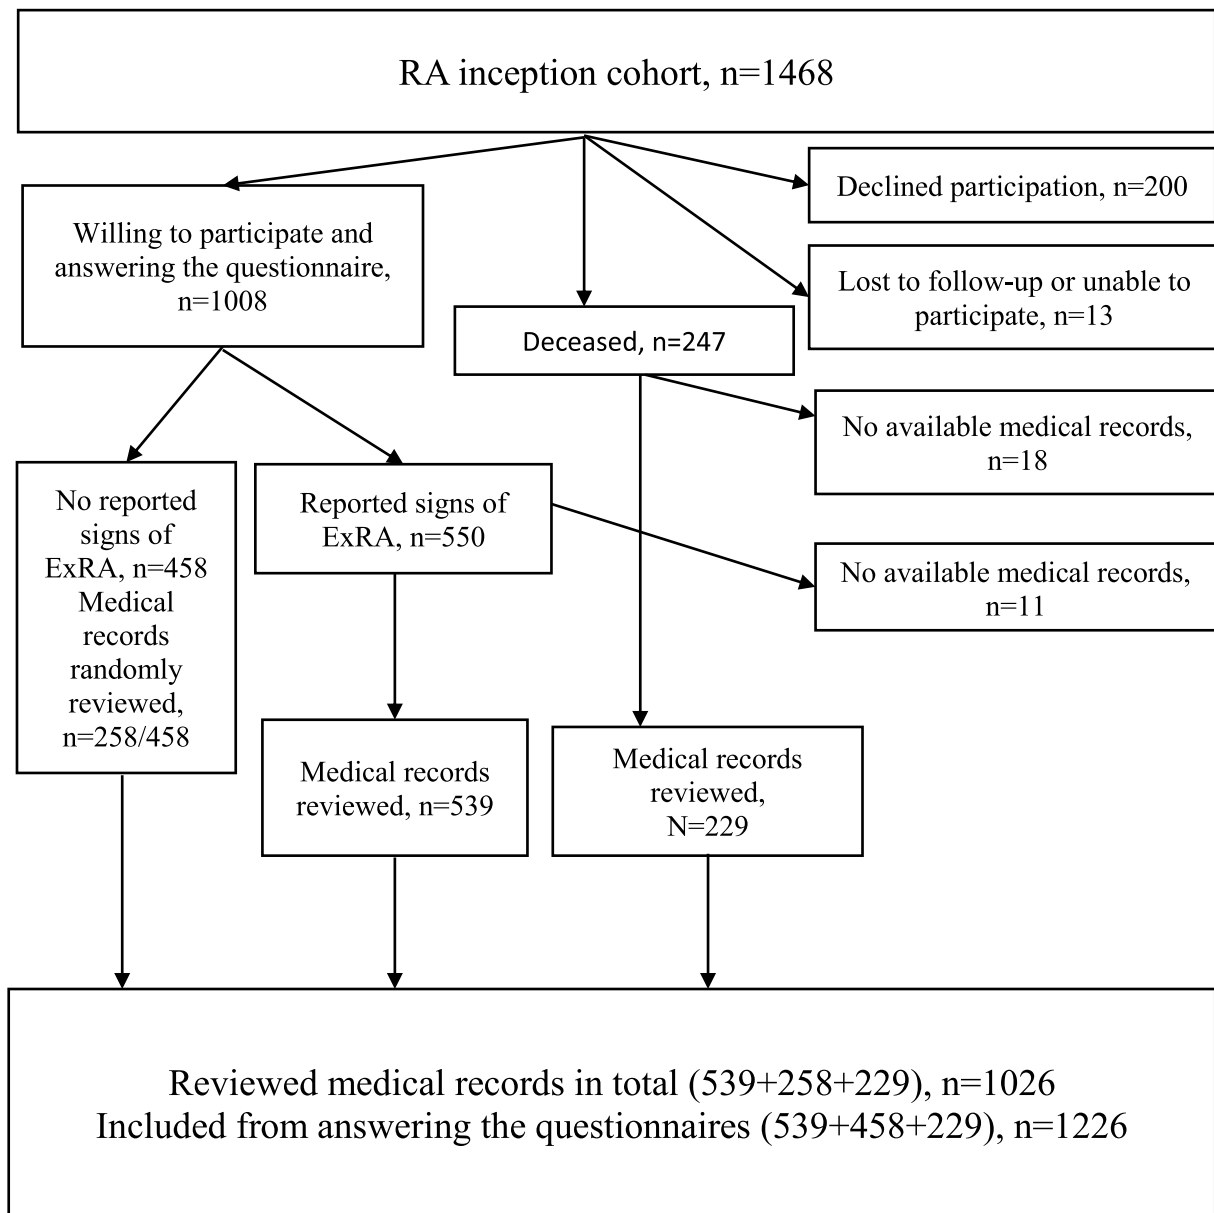 RA inception cohort, n=1468
Declined participation, n=200
Willing to participate and
answering the questionnaire,
n=1008
Lost to follow-up or unable to
participate, n=13
Deceased, n=247
No available medical records,
n=18
No reported
signs of
ExRA, n=458
Medical
records
randomly
reviewed,
n=258/458
Reported signs of
ExRA, n=550
No available medical records,
n=11
Medical records
reviewed, n=539
Medical records
reviewed,
N=229
Reviewed medical records in total (539+258+229), n=1026
Included from answering the questionnaires (539+458+229), n=1226